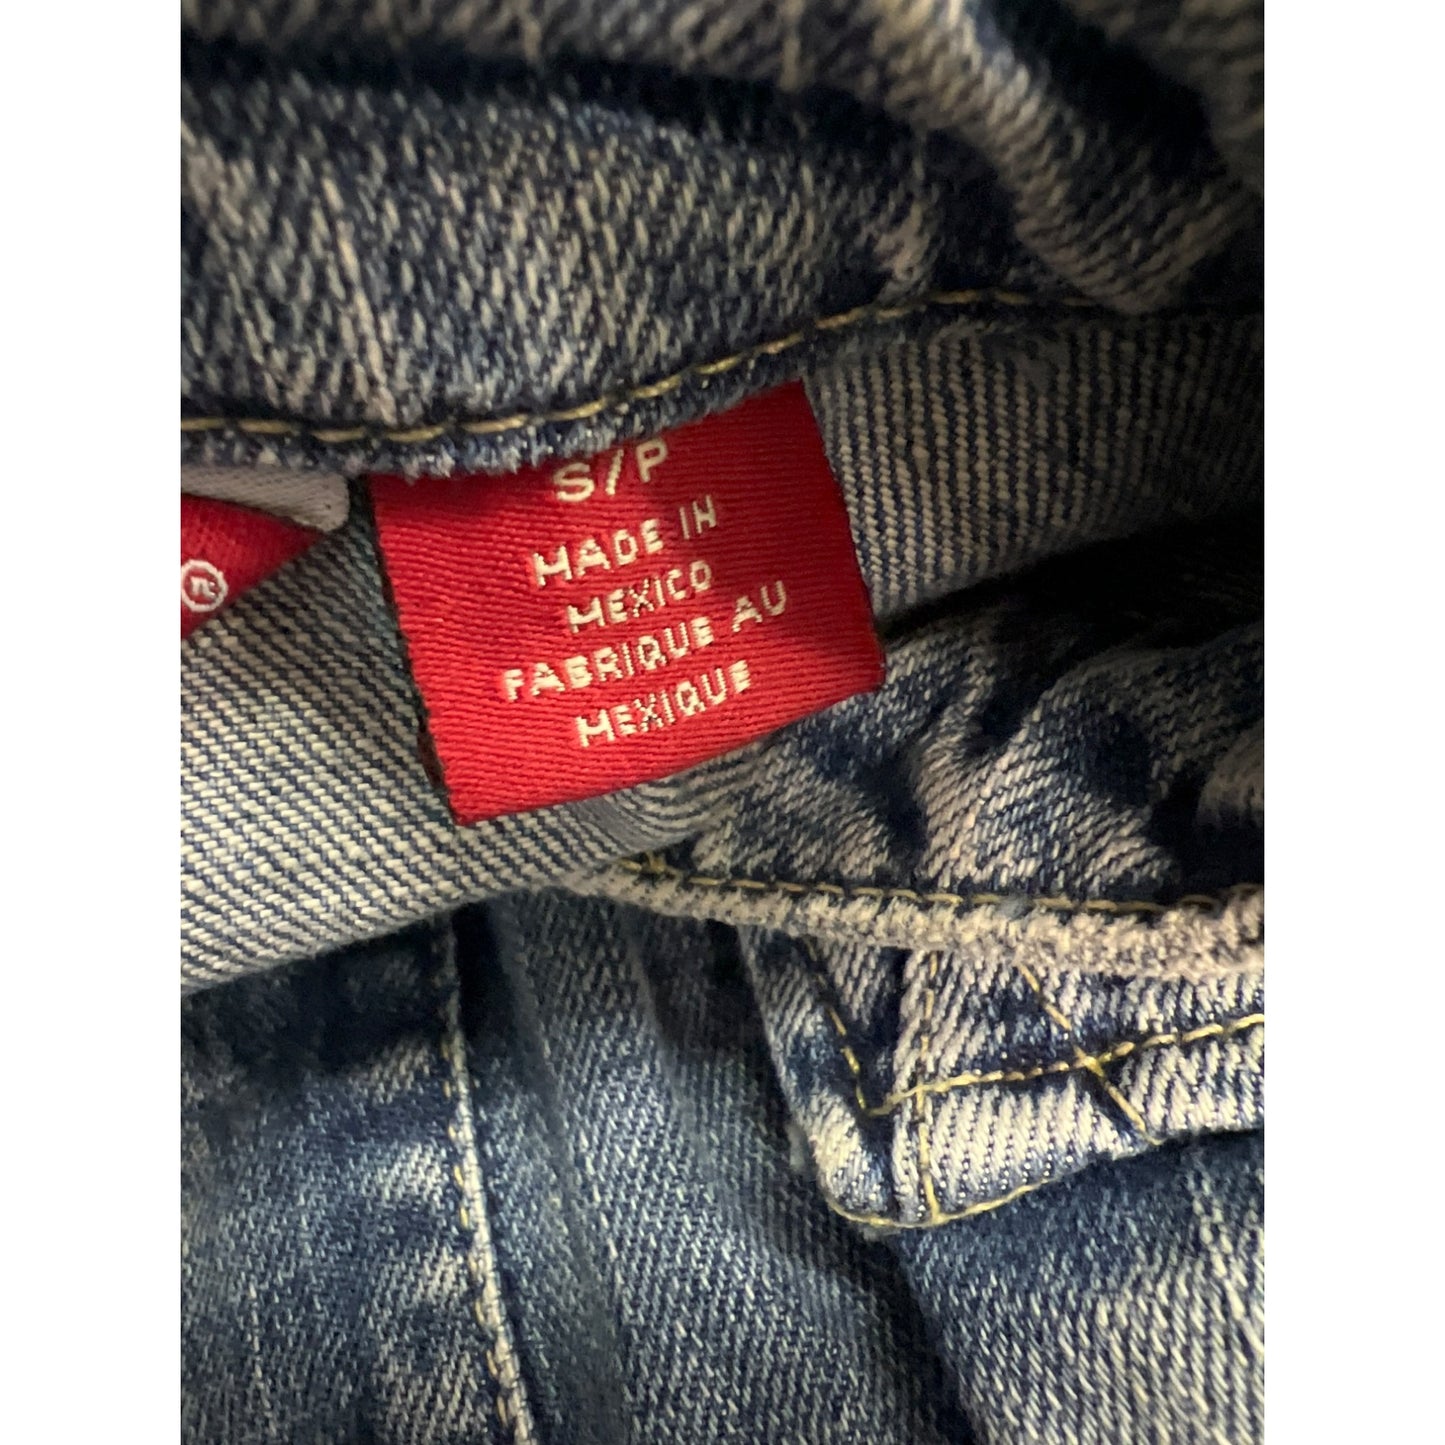 S/P
MADE IN
MEXICO
FABRIQUE AU
MEXIQUE
®